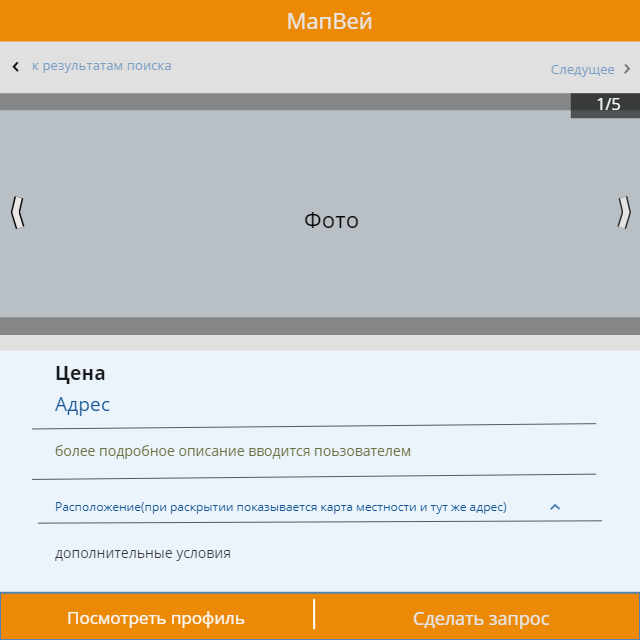 МапВей
к результатам поиска
Следущее
1/5
Фото
Цена
Адрес
более подробное описание вводится поьзователем
Расположение(при раскрытии показывается карта местности и тут же адрес)
дополнительные условия
Посмотреть профиль
Сделать запрос